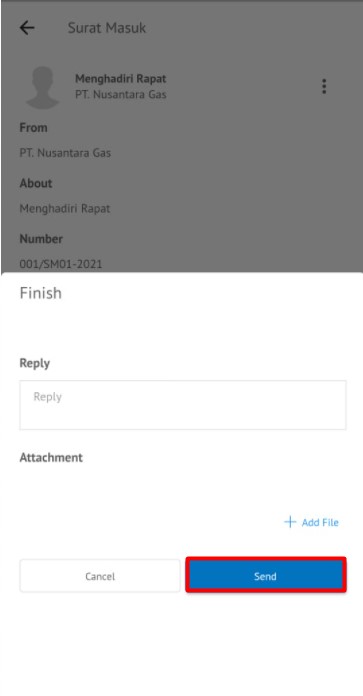 Surat Masuk
Menghadiri Rapat
PT. Nusantara Gas
From
PT. Nusantara Gas
About
Menghadiri Rapat
Number
001/SM01-2021
Finish
Reply
Reply
Attachment
+ Add File
Cancel
Send